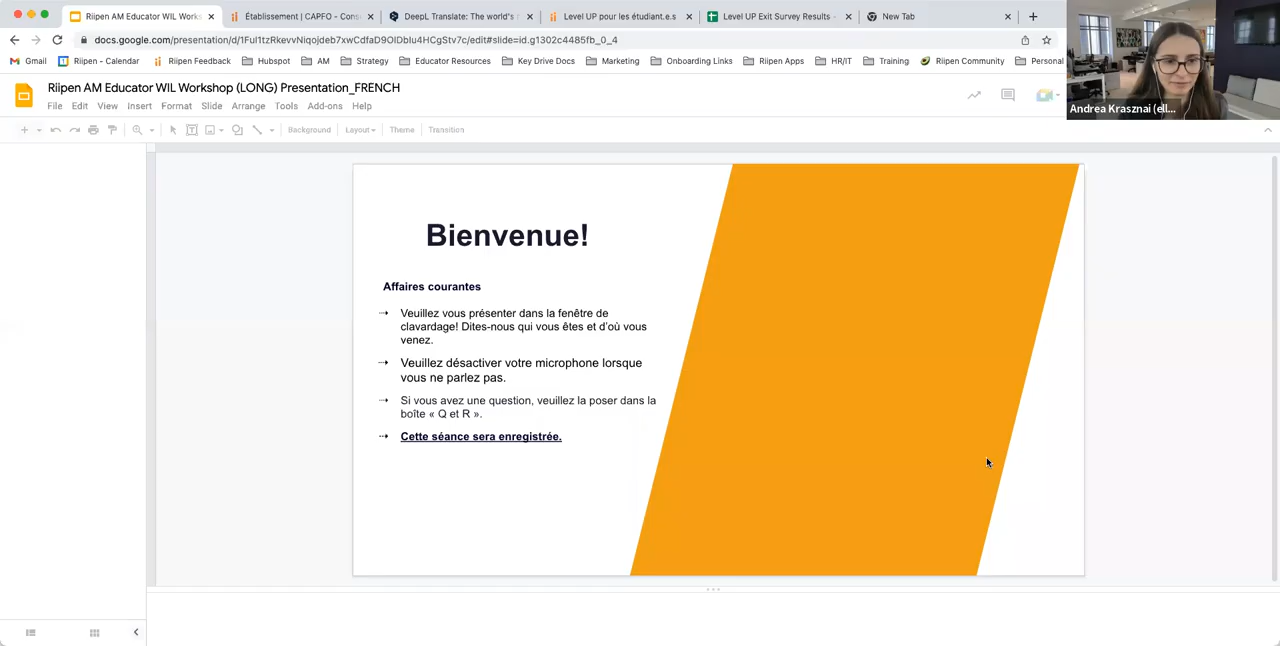 Riipen AM Educator WIL Works
Établissement | CAPFO - Cons
DeepL Translate: The world's
Level UP pour les étudiant.e.s
Level UP Exit Survey Results
New Tab
docs.google.com/presentation/d/1FuI1tzRkevvNiqojdeb7xwCdfaD9OIDbIu4HCgStv7c/edit#slide=id.g1302c4485fb_0_4
Gmail
Riipen - Calendar
Riipen Feedback
Hubspot
AM
Strategy
Educator Resources
Key Drive Docs
Marketing
Onboarding Links
Riipen Apps
HR/IT
Training
Riipen Community
Personal
Andrea Krasznai (ell...
Riipen AM Educator WIL Workshop (LONG) Presentation_FRENCH
File Edit View Insert Format Slide Arrange Tools Add-ons Help
Background Layout Theme Transition
Bienvenue!
Affaires courantes
Veuillez vous présenter dans la fenêtre de
clavardage! Dites-nous qui vous êtes et d'où vous
venez.
Veuillez désactiver votre microphone lorsque
vous ne parlez pas.
Si vous avez une question, veuillez la poser dans la
boîte « Q et R ».
Cette séance sera enregistrée.